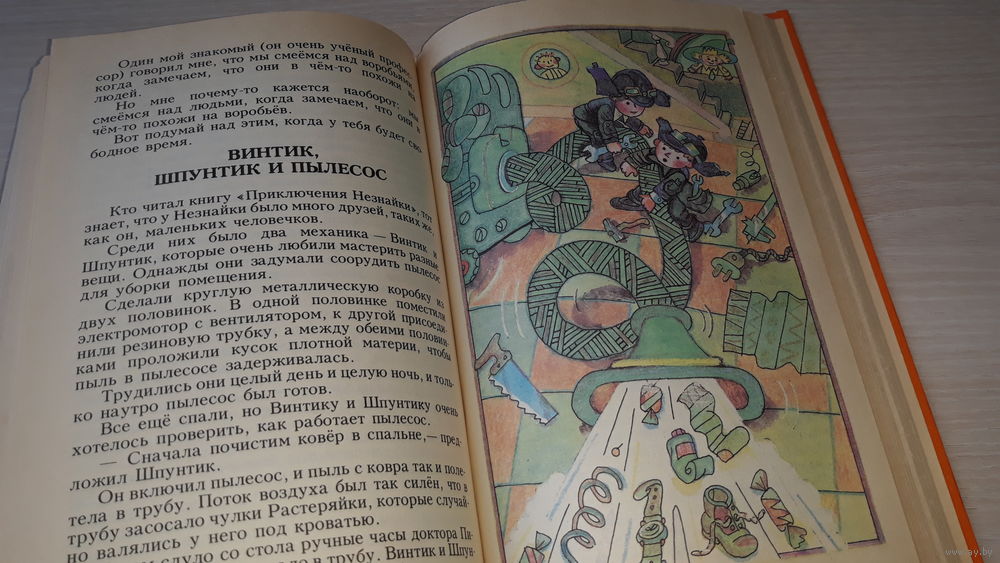 Один мой знакомый (он очень учёный профес-
сор) говорил мне, что мы смеёмся над воробьями,
когда замечаем, что они в чём-то похожи на
людей.
Но мне почему-то кажется наоборот: мы
смеёмся над людьми, когда замечаем, что они в
чём-то похожи на воробьёв.
Вот подумай над этим, когда у тебя будет сво-
бодное время.
ВИНТИК,
ШПУНТИК И ПЫЛЕСОС
Кто читал книгу «Приключения Незнайки», тот
знает, что у Незнайки было много друзей, таких же,
как он, маленьких человечков.
Среди них было два механика — Винтик и
Шпунтик, которые очень любили мастерить разные
вещи. Однажды они задумали соорудить пылесос
для уборки помещения.
Сделали круглую металлическую коробку из
двух половинок. В одной половинке поместили
электромотор с вентилятором, к другой присоеди-
нили резиновую трубку, а между обеими половин-
ками проложили кусок плотной материи, чтобы
пыль в пылесосе задерживалась.
Трудились они целый день и целую ночь, и толь-
ко наутро пылесос был готов.
Все ещё спали, но Винтику и Шпунтику очень
хотелось проверить, как работает пылесос.
— Сначала почистим ковёр в спальне, — пред-
ложил Шпунтик.
Он включил пылесос, и пыль с ковра так и поле-
тела в трубу. Поток воздуха был так силён, что в
трубу засосало чулки Растеряйки, которые случай-
но валялись у него под кроватью.
сдуло со стола ручные часы доктора Пи-
в трубу. Винтик и Шпун-
www.ay.by